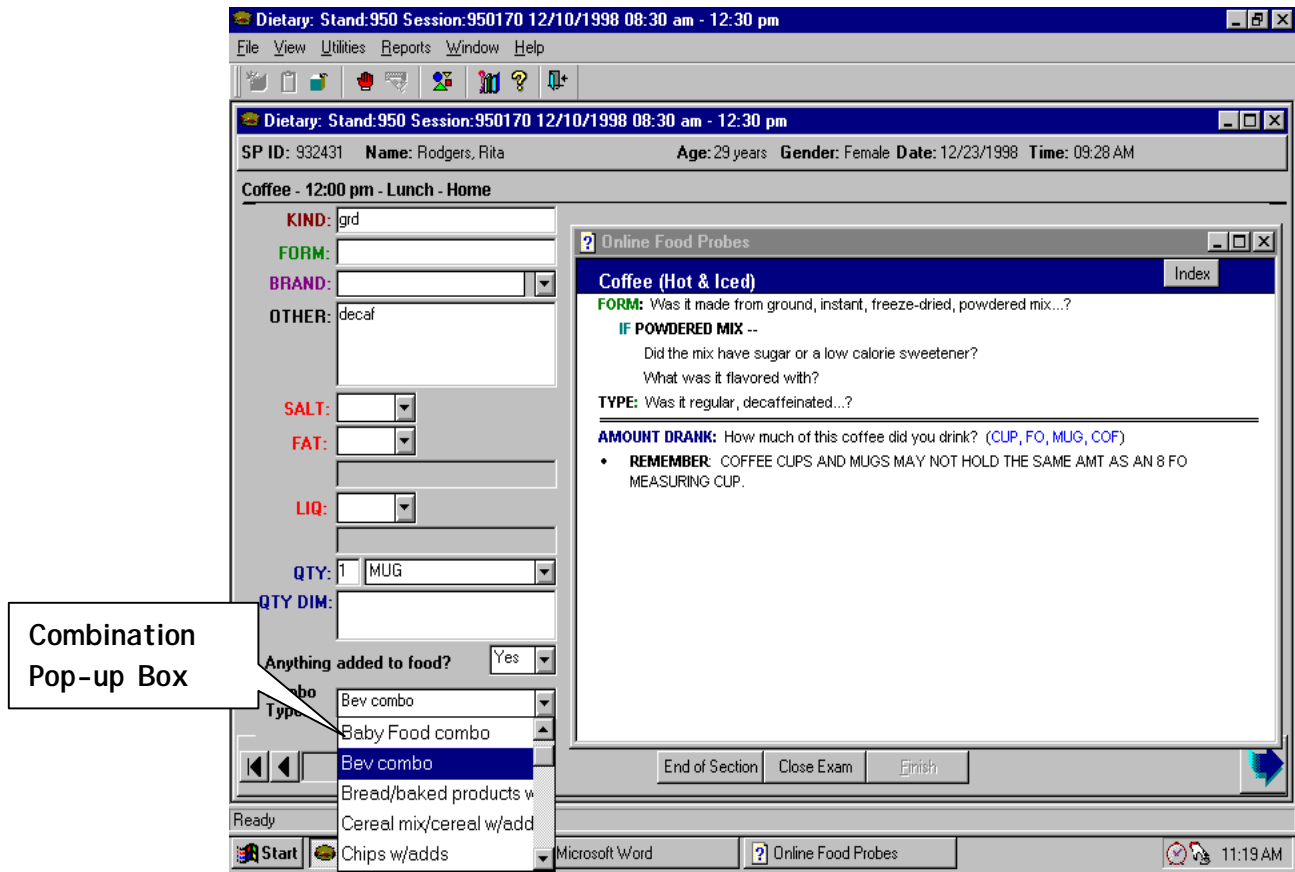 Dietary: Stand:950 Session:950170 12/10/1998 08:30 am - 12:30 pm
File View Utilities Reports Window Help
Dietary: Stand:950 Session:950170 12/10/1998 08:30 am - 12:30 pm
SP ID: 932431 Name: Rodgers, Rita Age: 29 years Gender: Female Date: 12/23/1998 Time: 09:28 AM
Coffee - 12:00 pm - Lunch - Home
KIND: grd
FORM:
BRAND:
OTHER: decaf
SALT:
FAT:
LIQ:
QTY: 1 MUG
QTY DIM:
Anything added to food? Yes
Type Bev combo
Baby Food combo
Bev combo
Bread/baked products w
Cereal mix/cereal w/add
Chips w/adds
Combination
Pop-up Box
Online Food Probes
Index
Coffee (Hot & Iced)
FORM: Was it made from ground, instant, freeze-dried, powdered mix...?
IF POWDERED MIX --
Did the mix have sugar or a low calorie sweetener?
What was it flavored with?
TYPE: Was it regular, decaffeinated...?
AMOUNT DRANK: How much of this coffee did you drink? (CUP, FO, MUG, COF)
• REMEMBER: COFFEE CUPS AND MUGS MAY NOT HOLD THE SAME AMT AS AN 8 FO
MEASURING CUP.
End of Section Close Exam Finish
Ready
Start Microsoft Word Online Food Probes 11:19 AM